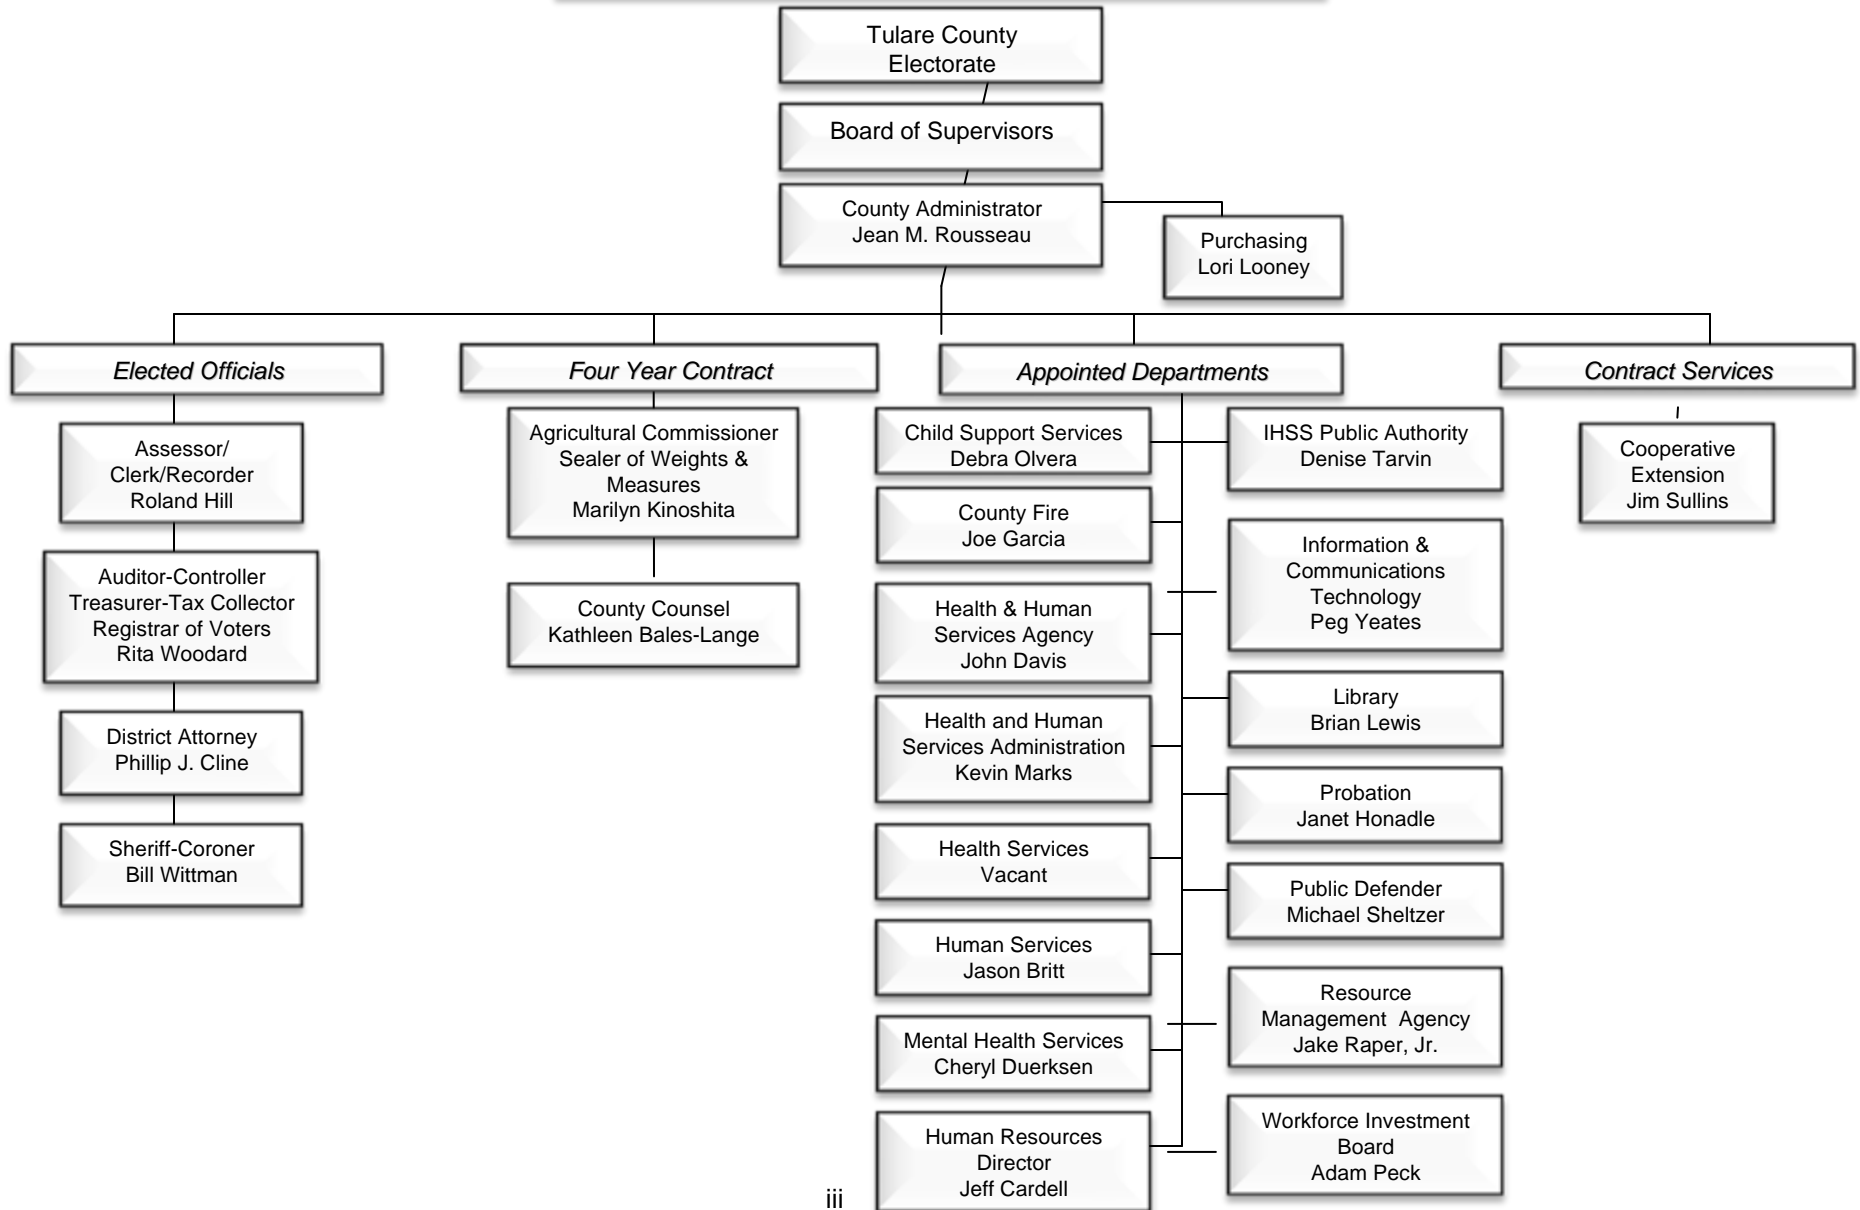 Tulare County
Electorate
Board of Supervisors
County Administrator
Jean M. Rousseau
Purchasing
Lori Looney
Elected Officials
Assessor/
Clerk/Recorder
Roland Hill
Auditor-Controller
Treasurer-Tax Collector
Registrar of Voters
Rita Woodard
District Attorney
Phillip J. Cline
Sheriff-Coroner
Bill Wittman
Four Year Contract
Agricultural Commissioner
Sealer of Weights &
Measures
Marilyn Kinoshita
County Counsel
Kathleen Bales-Lange
Appointed Departments
Child Support Services
Debra Olvera
County Fire
Joe Garcia
Health & Human
Services Agency
John Davis
Health and Human
Services Administration
Kevin Marks
Health Services
Vacant
Human Services
Jason Britt
Mental Health Services
Cheryl Duerksen
Human Resources
Director
Jeff Cardell
IHSS Public Authority
Denise Tarvin
Information &
Communications
Technology
Peg Yeates
Library
Brian Lewis
Probation
Janet Honadle
Public Defender
Michael Sheltzer
Resource
Management Agency
Jake Raper, Jr.
Workforce Investment
Board
Adam Peck
Contract Services
Cooperative
Extension
Jim Sullins
iii